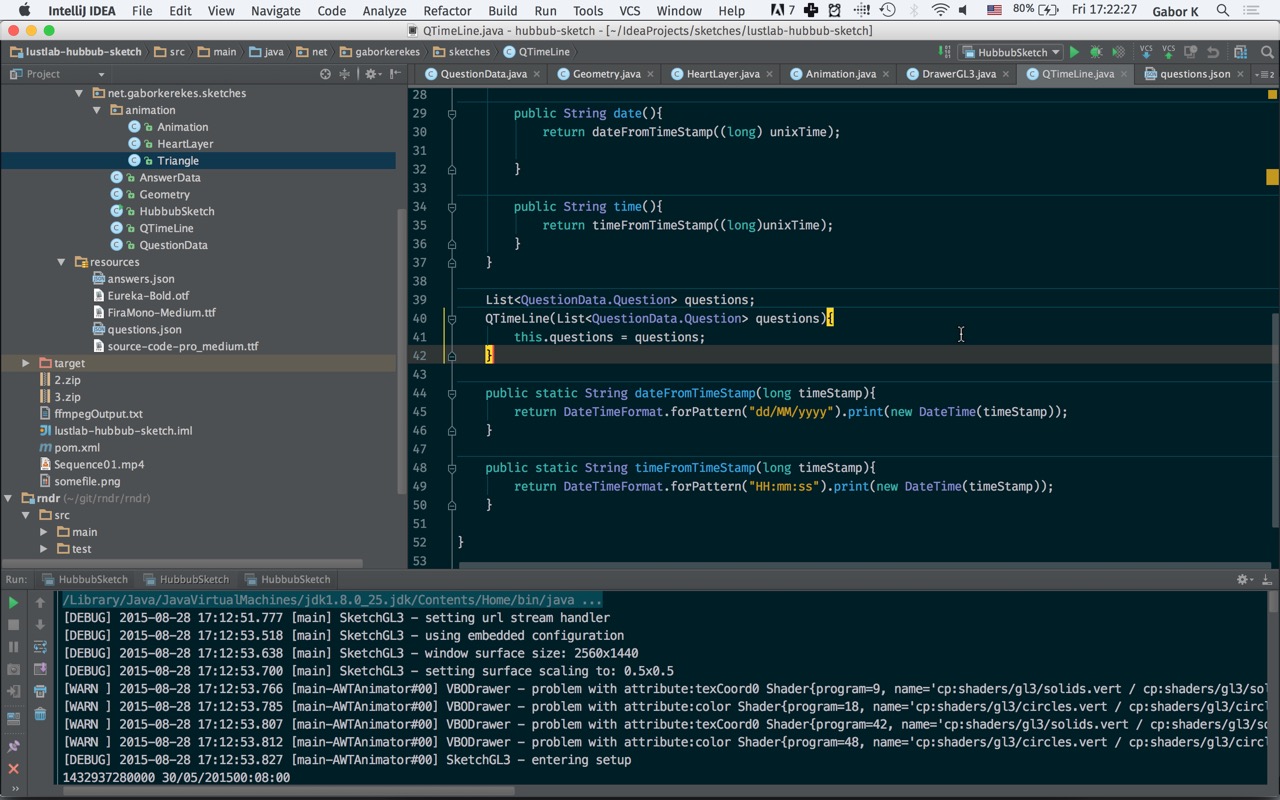 IntelliJ IDEA File Edit View Navigate Code Analyze Refactor Build Run Tools VCS Window Help 7 80% Fri 17:22:27 Gabor K
QTimeLine.java - hubbub-sketch - [~/IdeaProjects/sketches/lustlab-hubbub-sketch]
lustlab-hubbub-sketch src main java net gaborkerekes sketches QTimeLine HubbubSketch VCS VCS
Project
QuestionData.java Geometry.java HeartLayer.java Animation.java DrawerGL3.java QTimeLine.java questions.json 2
net.gaborkerekes.sketches
animation
Animation
HeartLayer
Triangle
AnswerData
Geometry
HubbubSketch
QTimeLine
QuestionData
resources
answers.json
Eureka-Bold.otf
FiraMono-Medium.ttf
questions.json
source-code-pro_medium.ttf
target
2.zip
3.zip
ffmpegOutput.txt
lustlab-hubbub-sketch.iml
pom.xml
Sequence01.mp4
somefile.png
rndr (~/git/rndr/rndr)
src
main
test
28
29 public String date(){
30 return dateFromTimeStamp((long) unixTime);
31
32 }
33
34 public String time(){
35 return timeFromTimeStamp((long)unixTime);
36 }
37 }
38
39 List<QuestionData.Question> questions;
40 QTimeLine(List<QuestionData.Question> questions){
41 this.questions = questions;
42 }
43
44 public static String dateFromTimeStamp(long timeStamp){
45 return DateTimeFormat.forPattern("dd/MM/yyyy").print(new DateTime(timeStamp));
46 }
47
48 public static String timeFromTimeStamp(long timeStamp){
49 return DateTimeFormat.forPattern("HH:mm:ss").print(new DateTime(timeStamp));
50 }
51
52 }
53
Run: HubbubSketch HubbubSketch HubbubSketch
/Library/Java/JavaVirtualMachines/jdk1.8.0_25.jdk/Contents/Home/bin/java ...
[DEBUG] 2015-08-28 17:12:51.777 [main] SketchGL3 - setting url stream handler
[DEBUG] 2015-08-28 17:12:53.518 [main] SketchGL3 - using embedded configuration
[DEBUG] 2015-08-28 17:12:53.638 [main] SketchGL3 - window surface size: 2560x1440
[DEBUG] 2015-08-28 17:12:53.700 [main] SketchGL3 - setting surface scaling to: 0.5x0.5
[WARN ] 2015-08-28 17:12:53.766 [main-AWTAnimator#00] VBODrawer - problem with attribute:texCoord0 Shader{program=9, name='cp:shaders/gl3/solids.vert / cp:shaders/gl3/sol
[WARN ] 2015-08-28 17:12:53.785 [main-AWTAnimator#00] VBODrawer - problem with attribute:color Shader{program=18, name='cp:shaders/gl3/circles.vert / cp:shaders/gl3/circl
[WARN ] 2015-08-28 17:12:53.807 [main-AWTAnimator#00] VBODrawer - problem with attribute:texCoord0 Shader{program=42, name='cp:shaders/gl3/solids.vert / cp:shaders/gl3/so
[WARN ] 2015-08-28 17:12:53.812 [main-AWTAnimator#00] VBODrawer - problem with attribute:color Shader{program=48, name='cp:shaders/gl3/circles.vert / cp:shaders/gl3/circl
[DEBUG] 2015-08-28 17:12:53.827 [main-AWTAnimator#00] SketchGL3 - entering setup
1432937280000 30/05/201500:08:00